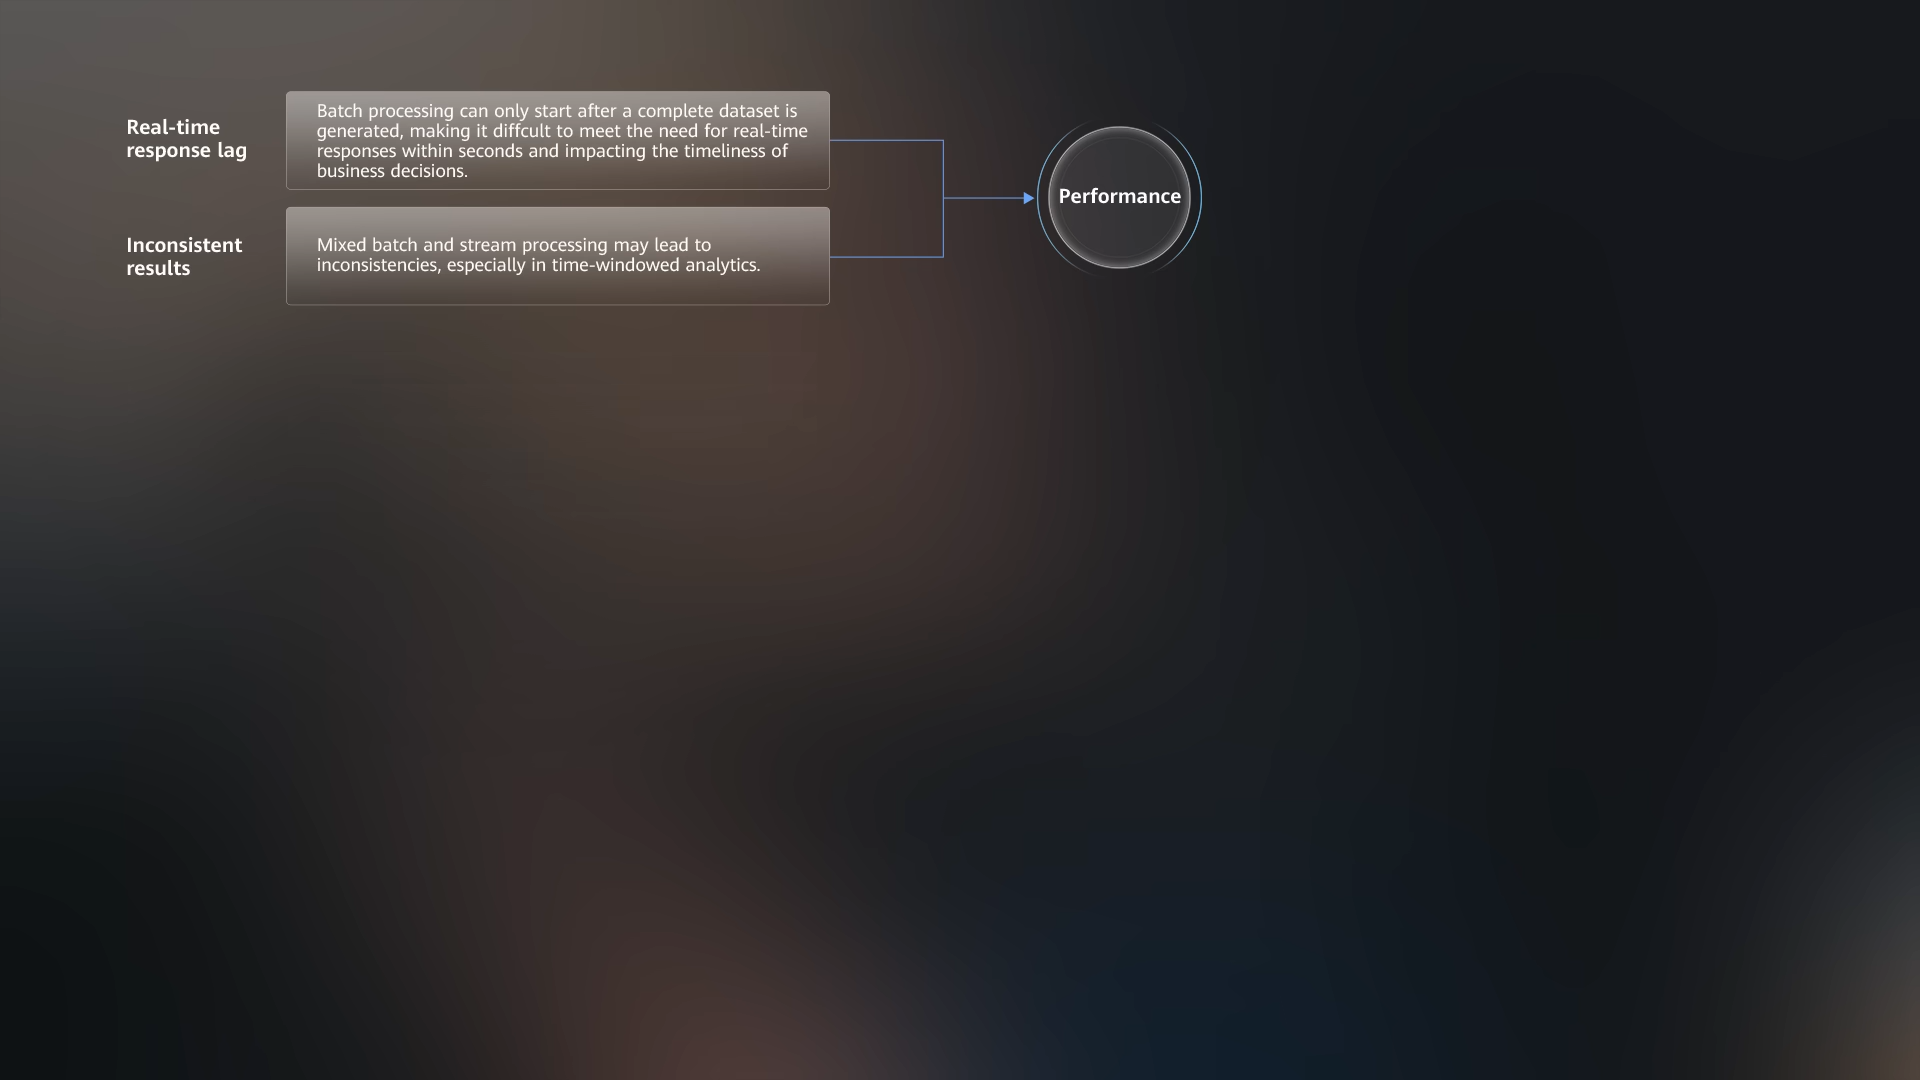 Real-time
response lag
Batch processing can only start after a complete dataset is
generated, making it diffcult to meet the need for real-time
responses within seconds and impacting the timeliness of
business decisions.
Inconsistent
results
Mixed batch and stream processing may lead to
inconsistencies, especially in time-windowed analytics.
Performance